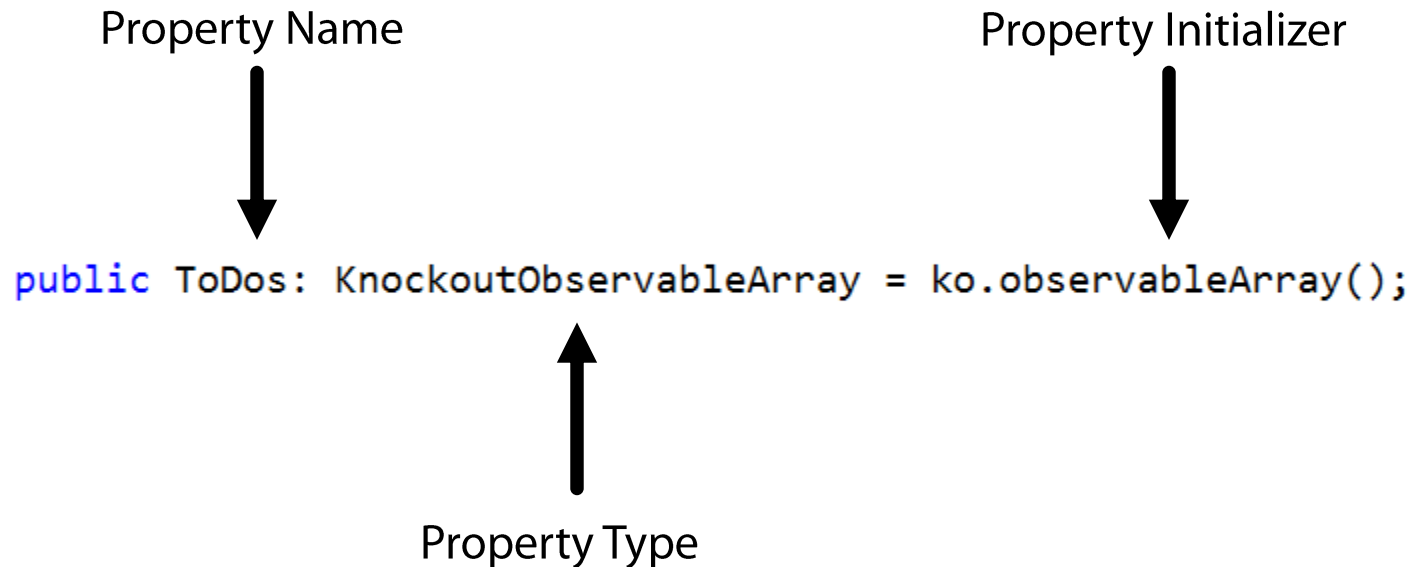 Property Name
Property Initializer
public ToDos: KnockoutObservableArray = ko.observableArray();
Property Type